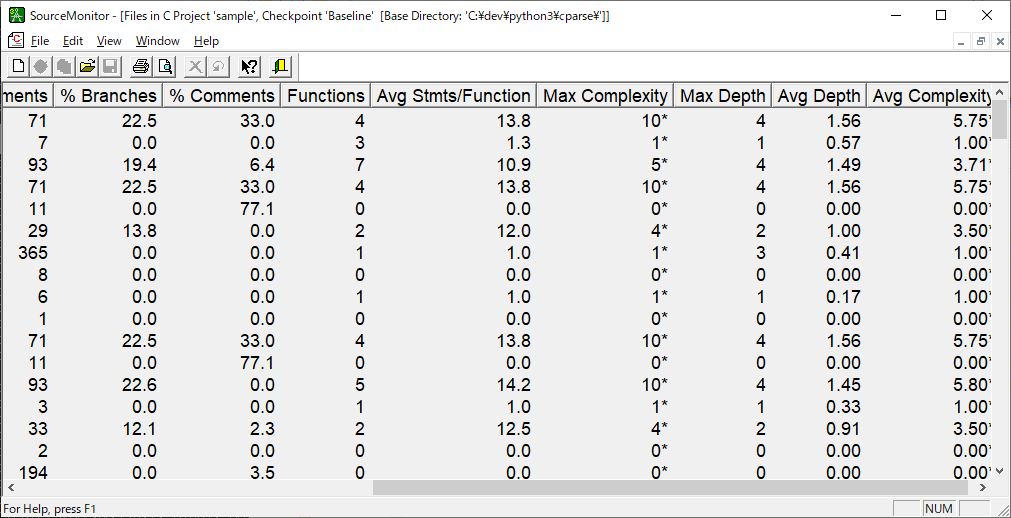 SourceMonitor - [Files in C Project 'sample', Checkpoint 'Baseline'  [Base Directory: 'C:¥dev¥python3¥cparse¥']]
File Edit View Window Help
ments % Branches % Comments Functions Avg Stmts/Function Max Complexity Max Depth Avg Depth Avg Complexity
71 22.5 33.0 4 13.8 10* 4 1.56 5.75*
7 0.0 0.0 3 1.3 1* 1 0.57 1.00*
93 19.4 6.4 7 10.9 5* 4 1.49 3.71*
71 22.5 33.0 4 13.8 10* 4 1.56 5.75*
11 0.0 77.1 0 0.0 0* 0 0.00 0.00*
29 13.8 0.0 2 12.0 4* 2 1.00 3.50*
365 0.0 0.0 1 1.0 1* 3 0.41 1.00*
8 0.0 0.0 0 0.0 0* 0 0.00 0.00*
6 0.0 0.0 1 1.0 1* 1 0.17 1.00*
1 0.0 0.0 0 0.0 0* 0 0.00 0.00*
71 22.5 33.0 4 13.8 10* 4 1.56 5.75*
11 0.0 77.1 0 0.0 0* 0 0.00 0.00*
93 22.6 0.0 5 14.2 10* 4 1.45 5.80*
3 0.0 0.0 1 1.0 1* 1 0.33 1.00*
33 12.1 2.3 2 12.5 4* 2 0.91 3.50*
2 0.0 0.0 0 0.0 0* 0 0.00 0.00*
194 0.0 3.5 0 0.0 0* 0 0.00 0.00*
For Help, press F1 NUM